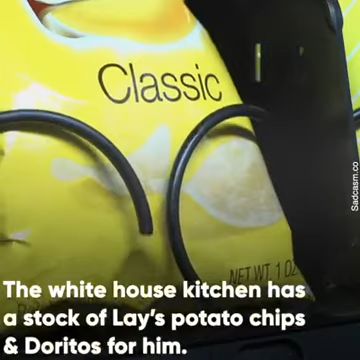 Classic
Sadcasm.co
NET WT. 1 OZ
The white house kitchen has
a stock of Lay's potato chips
& Doritos for him.